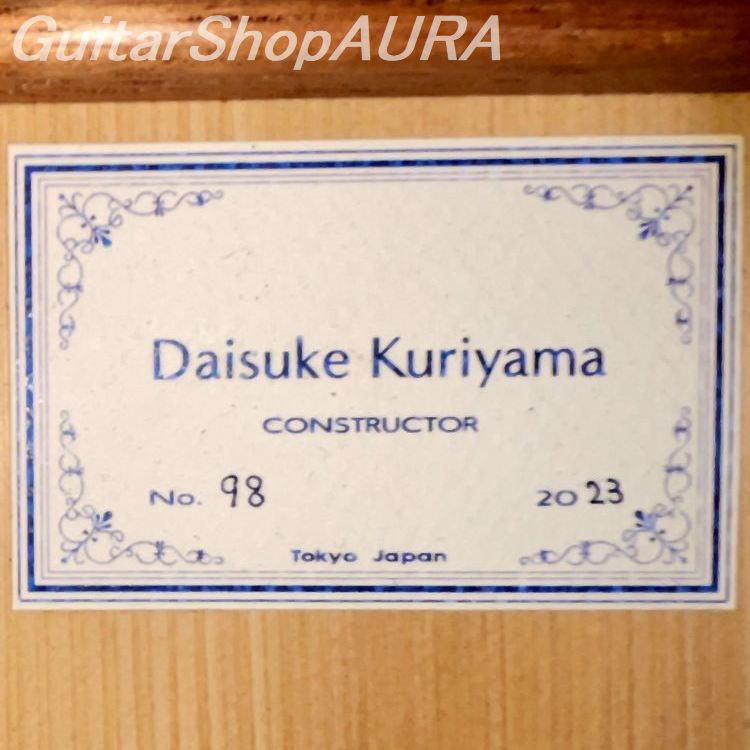 GuitarShopAURA
Daisuke Kuriyama
CONSTRUCTOR
No. 98 2023
Tokyo Japan